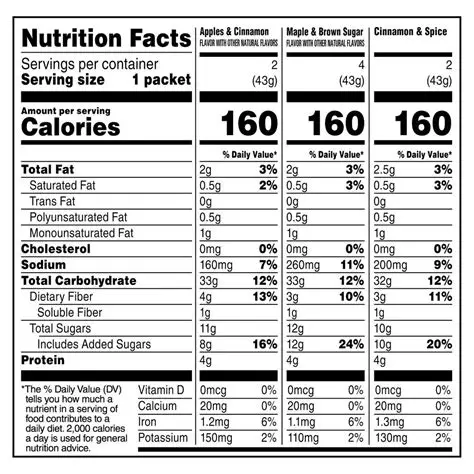 Nutrition Facts Apples & Cinnamon Maple & Brown Sugar Cinnamon & Spice
FLAVOR WITH OTHER NATURAL FLAVORS FLAVOR WITH OTHER NATURAL FLAVORS
Servings per container 2 4 2
Serving size 1 packet (43g) (43g) (43g)
Amount per serving
Calories 160 160 160
% Daily Value* % Daily Value* % Daily Value*
Total Fat 2g 3% 2g 3% 2.5g 3%
Saturated Fat 0.5g 2% 0.5g 3% 0.5g 3%
Trans Fat 0g 0g 0g
Polyunsaturated Fat 0.5g 0.5g 0.5g
Monounsaturated Fat 1g 1g 1g
Cholesterol 0mg 0% 0mg 0% 0mg 0%
Sodium 160mg 7% 260mg 11% 200mg 9%
Total Carbohydrate 33g 12% 33g 12% 32g 12%
Dietary Fiber 4g 13% 3g 10% 3g 11%
Soluble Fiber 1g 1g 1g
Total Sugars 11g 12g 10g
Includes Added Sugars 8g 16% 12g 24% 10g 20%
Protein 4g 4g 4g
*The % Daily Value (DV) Vitamin D 0mcg 0% 0mcg 0% 0mcg 0%
tells you how much a
nutrient in a serving of Calcium 20mg 0% 20mg 0% 20mg 0%
food contributes to a
daily diet. 2,000 calories Iron 1.2mg 6% 1.1mg 6% 1.3mg 6%
a day is used for general
nutrition advice. Potassium 150mg 2% 110mg 2% 130mg 2%